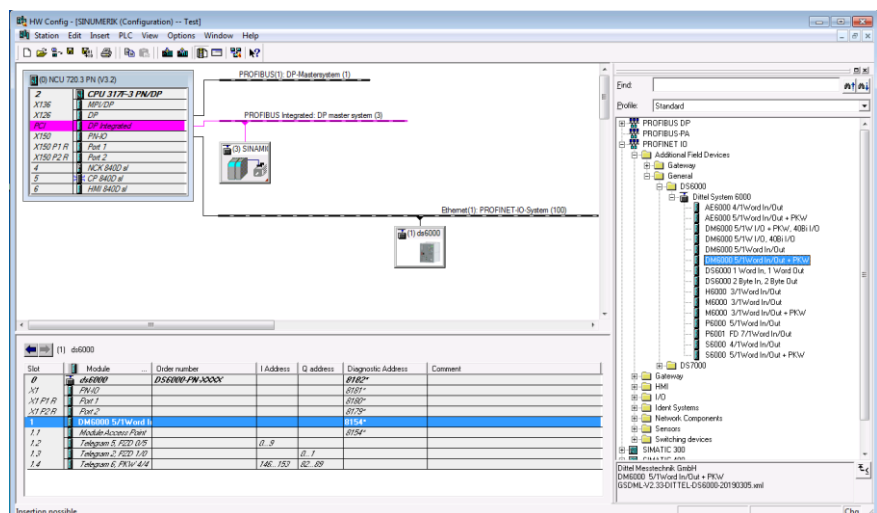 HW Config - [SINUMERIK (Configuration) -- Test]
Station Edit Insert PLC View Options Window Help
(0) NCU 720.3 PN (V3.2)
2 CPU 317F-3 PN/DP
X136 MPI/DP
X126 DP
PCI DP Integrated
X150 PN-IO
X150 P1 R Port 1
X150 P2 R Port 2
4 NCK 840D sl
5 CP 840D sl
6 HMI 840D sl
PROFIBUS(1): DP-Mastersystem (1)
PROFIBUS Integrated: DP master system (3)
(3) SINAMIC
Ethernet(1): PROFINET-IO-System (100)
(1) ds6000
Find:
Profile: Standard
PROFIBUS DP
PROFIBUS-PA
PROFINET IO
Additional Field Devices
Gateway
General
DS6000
Dittel System 6000
AE6000 4/1Word In/Out
AE6000 5/1Word In/Out + PKW
DM6000 5/1W I/O + PKW, 40Bi I/O
DM6000 5/1W I/O, 40Bi I/O
DM6000 5/1Word In/Out
DM6000 5/1Word In/Out + PKW
DS6000 1 Word In, 1 Word Out
DS6000 2 Byte In, 2 Byte Out
H6000 3/1Word In/Out
M6000 3/1Word In/Out
M6000 3/1Word In/Out + PKW
P6000 5/1Word In/Out
P6001 FD 7/1Word In/Out
S6000 4/1Word In/Out
S6000 5/1Word In/Out + PKW
DS7000
Gateway
HMI
I/O
Ident Systems
Network Components
Sensors
Switching devices
SIMATIC 300
Dittel Messtechnik GmbH
DM6000 5/1Word In/Out + PKW
GSDML-V2.33-DITTEL-DS6000-20190305.xml
(1) ds6000
Slot Module ... Order number I Address Q address Diagnostic Address Comment
0 ds6000 DS6000-PN-XXXX 8182*
X1 PN-IO 8181*
X1 P1 R Port 1 8180*
X1 P2 R Port 2 8179*
1 DM6000 5/1Word In 8154*
1.1 Module Access Point 8154*
1.2 Telegram 5, PZD 0/5 0...9
1.3 Telegram 2, PZD 1/0 0...1
1.4 Telegram 6, PKW 4/4 146...153 82...89
Insertion possible
Chg